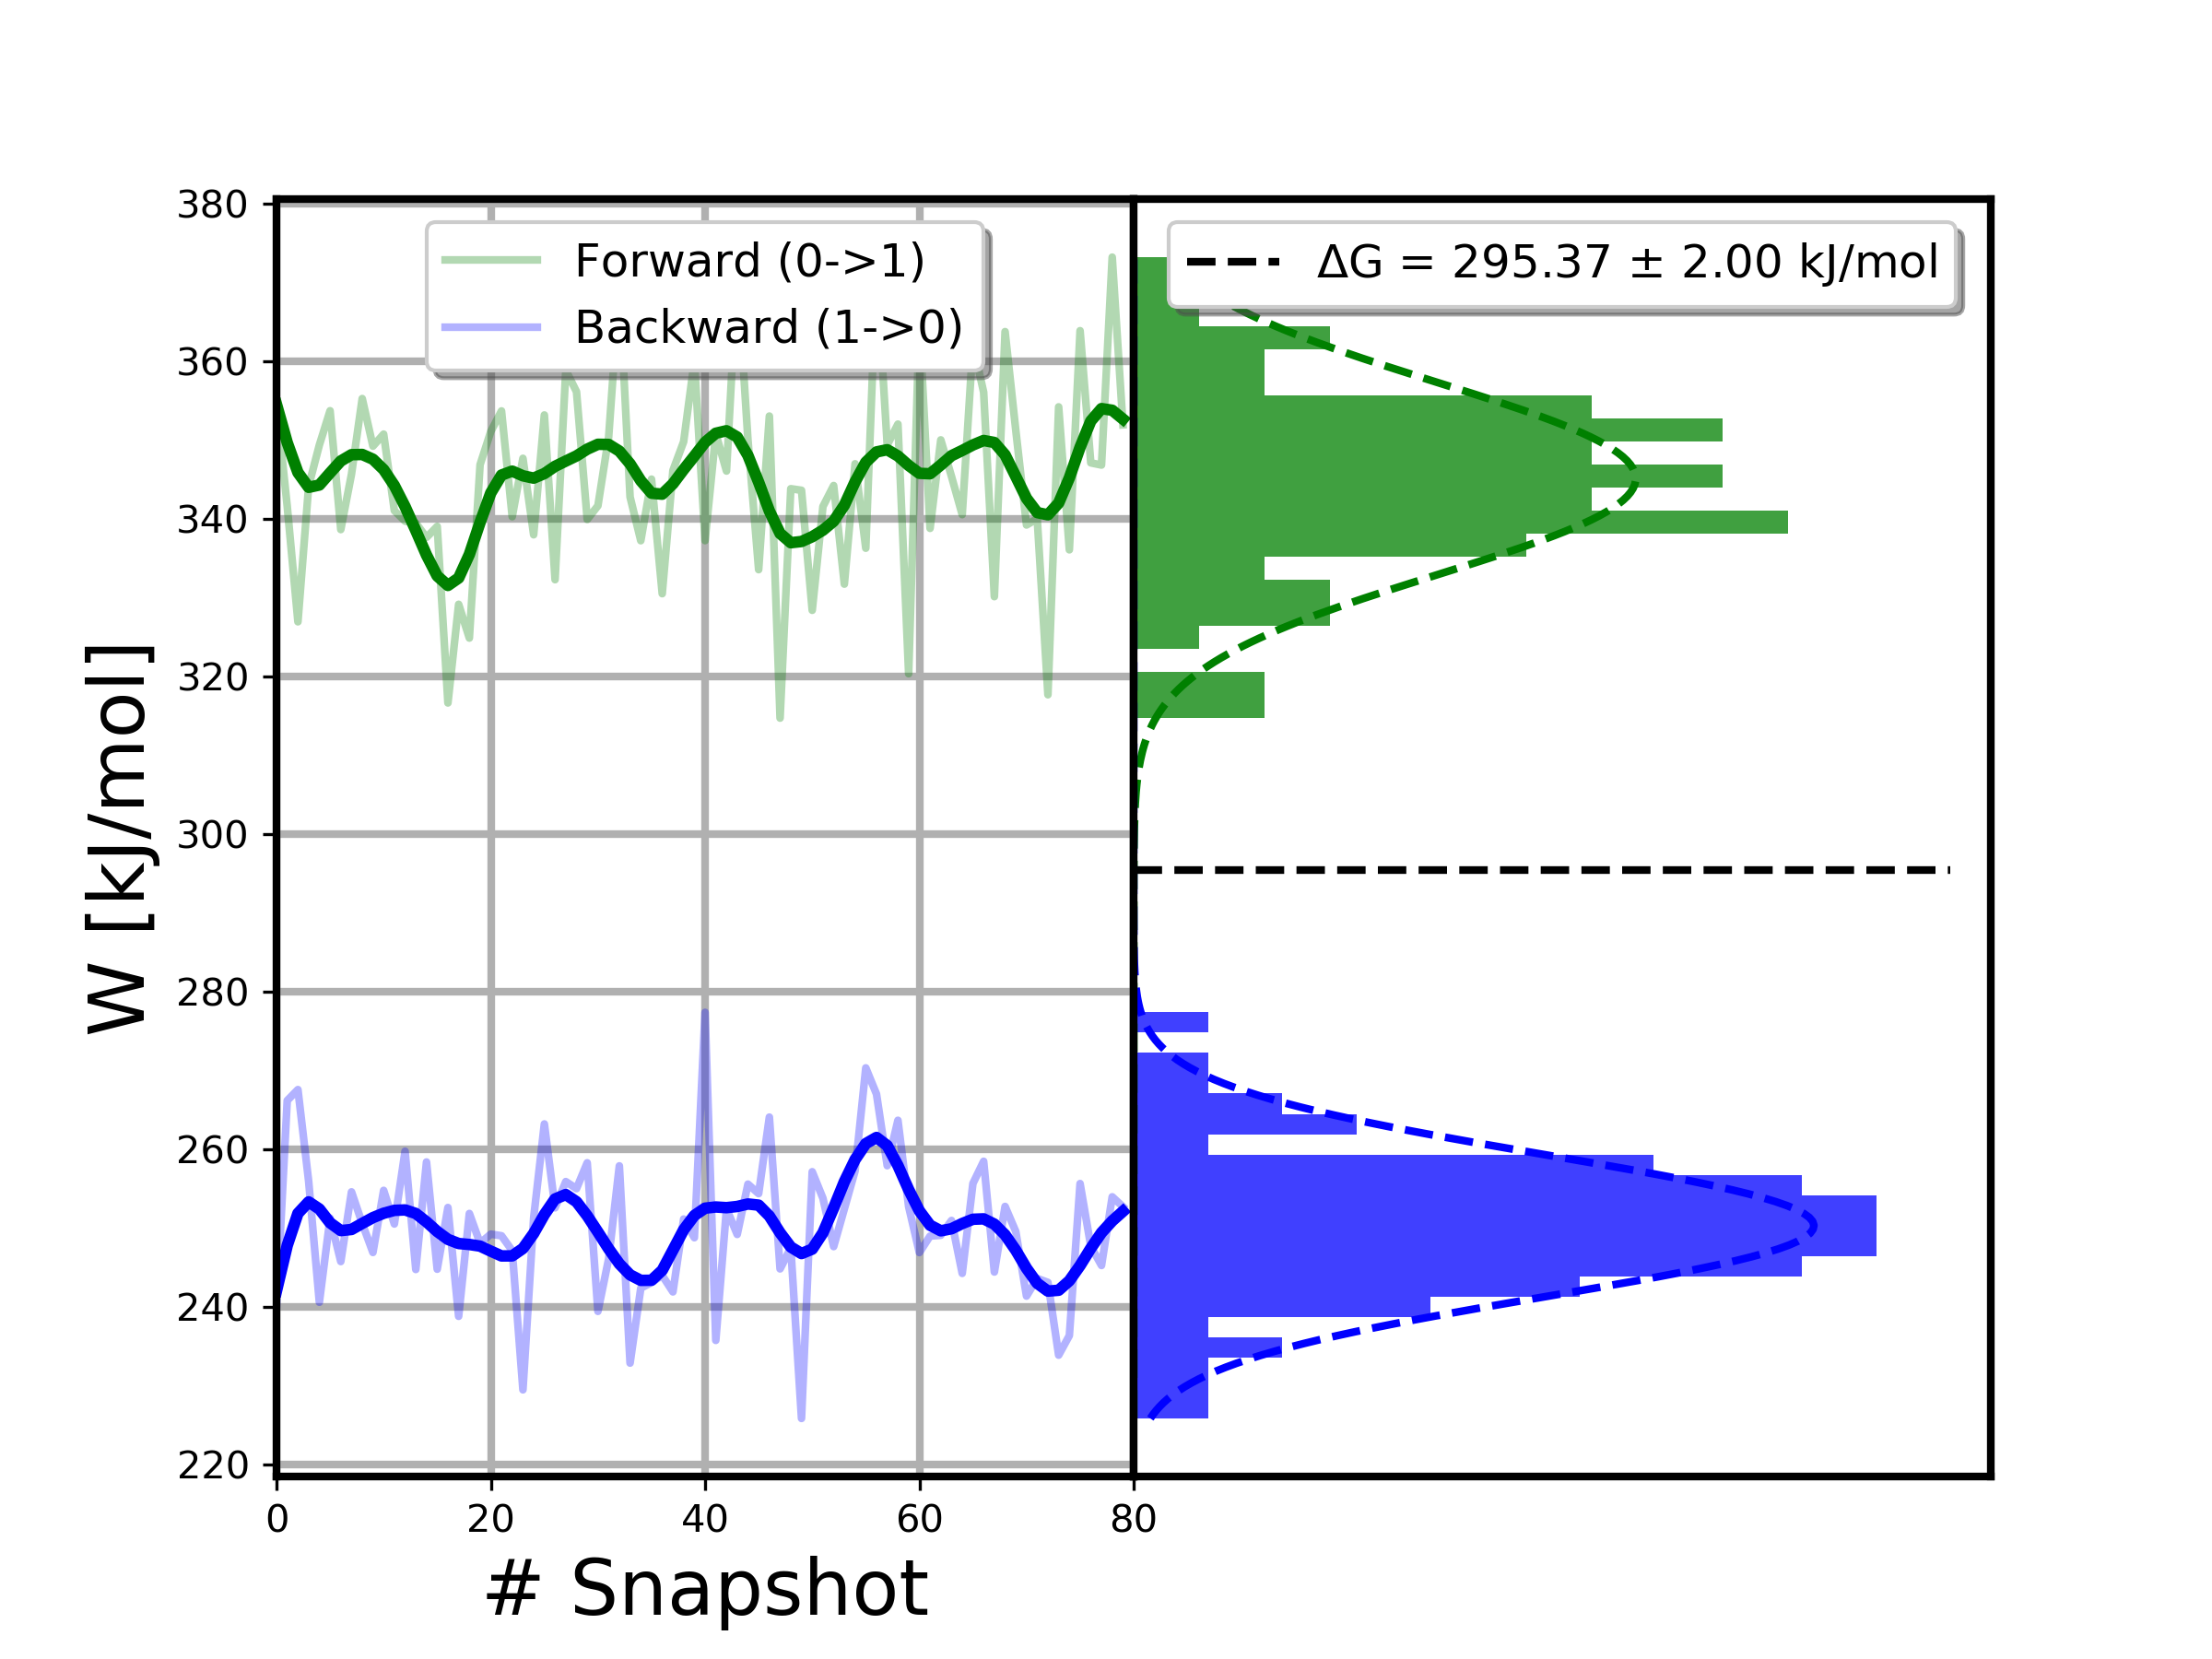 380
360
340
320
300
280
260
240
220
W [kJ/mol]
Forward (0->1)
Backward (1->0)
ΔG = 295.37 ± 2.00 kJ/mol
0 20 40 60 80
# Snapshot